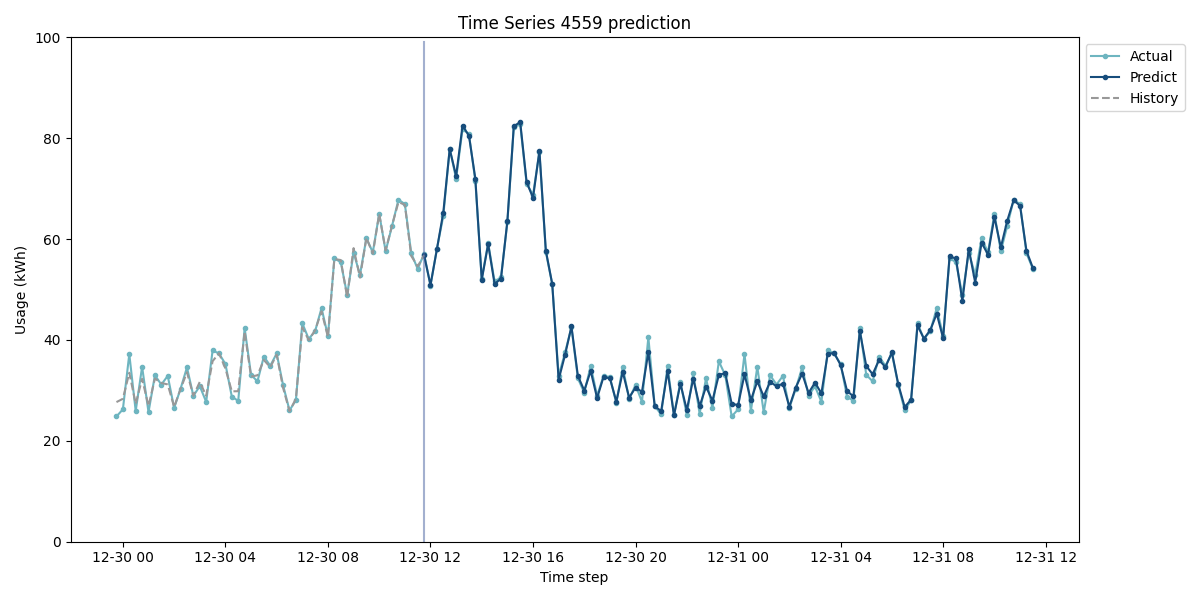 Time Series 4559 prediction
100
80
60
40
20
0
Usage (kWh)
12-30 00
12-30 04
12-30 08
12-30 12
12-30 16
12-30 20
12-31 00
12-31 04
12-31 08
12-31 12
Time step
Actual
Predict
History